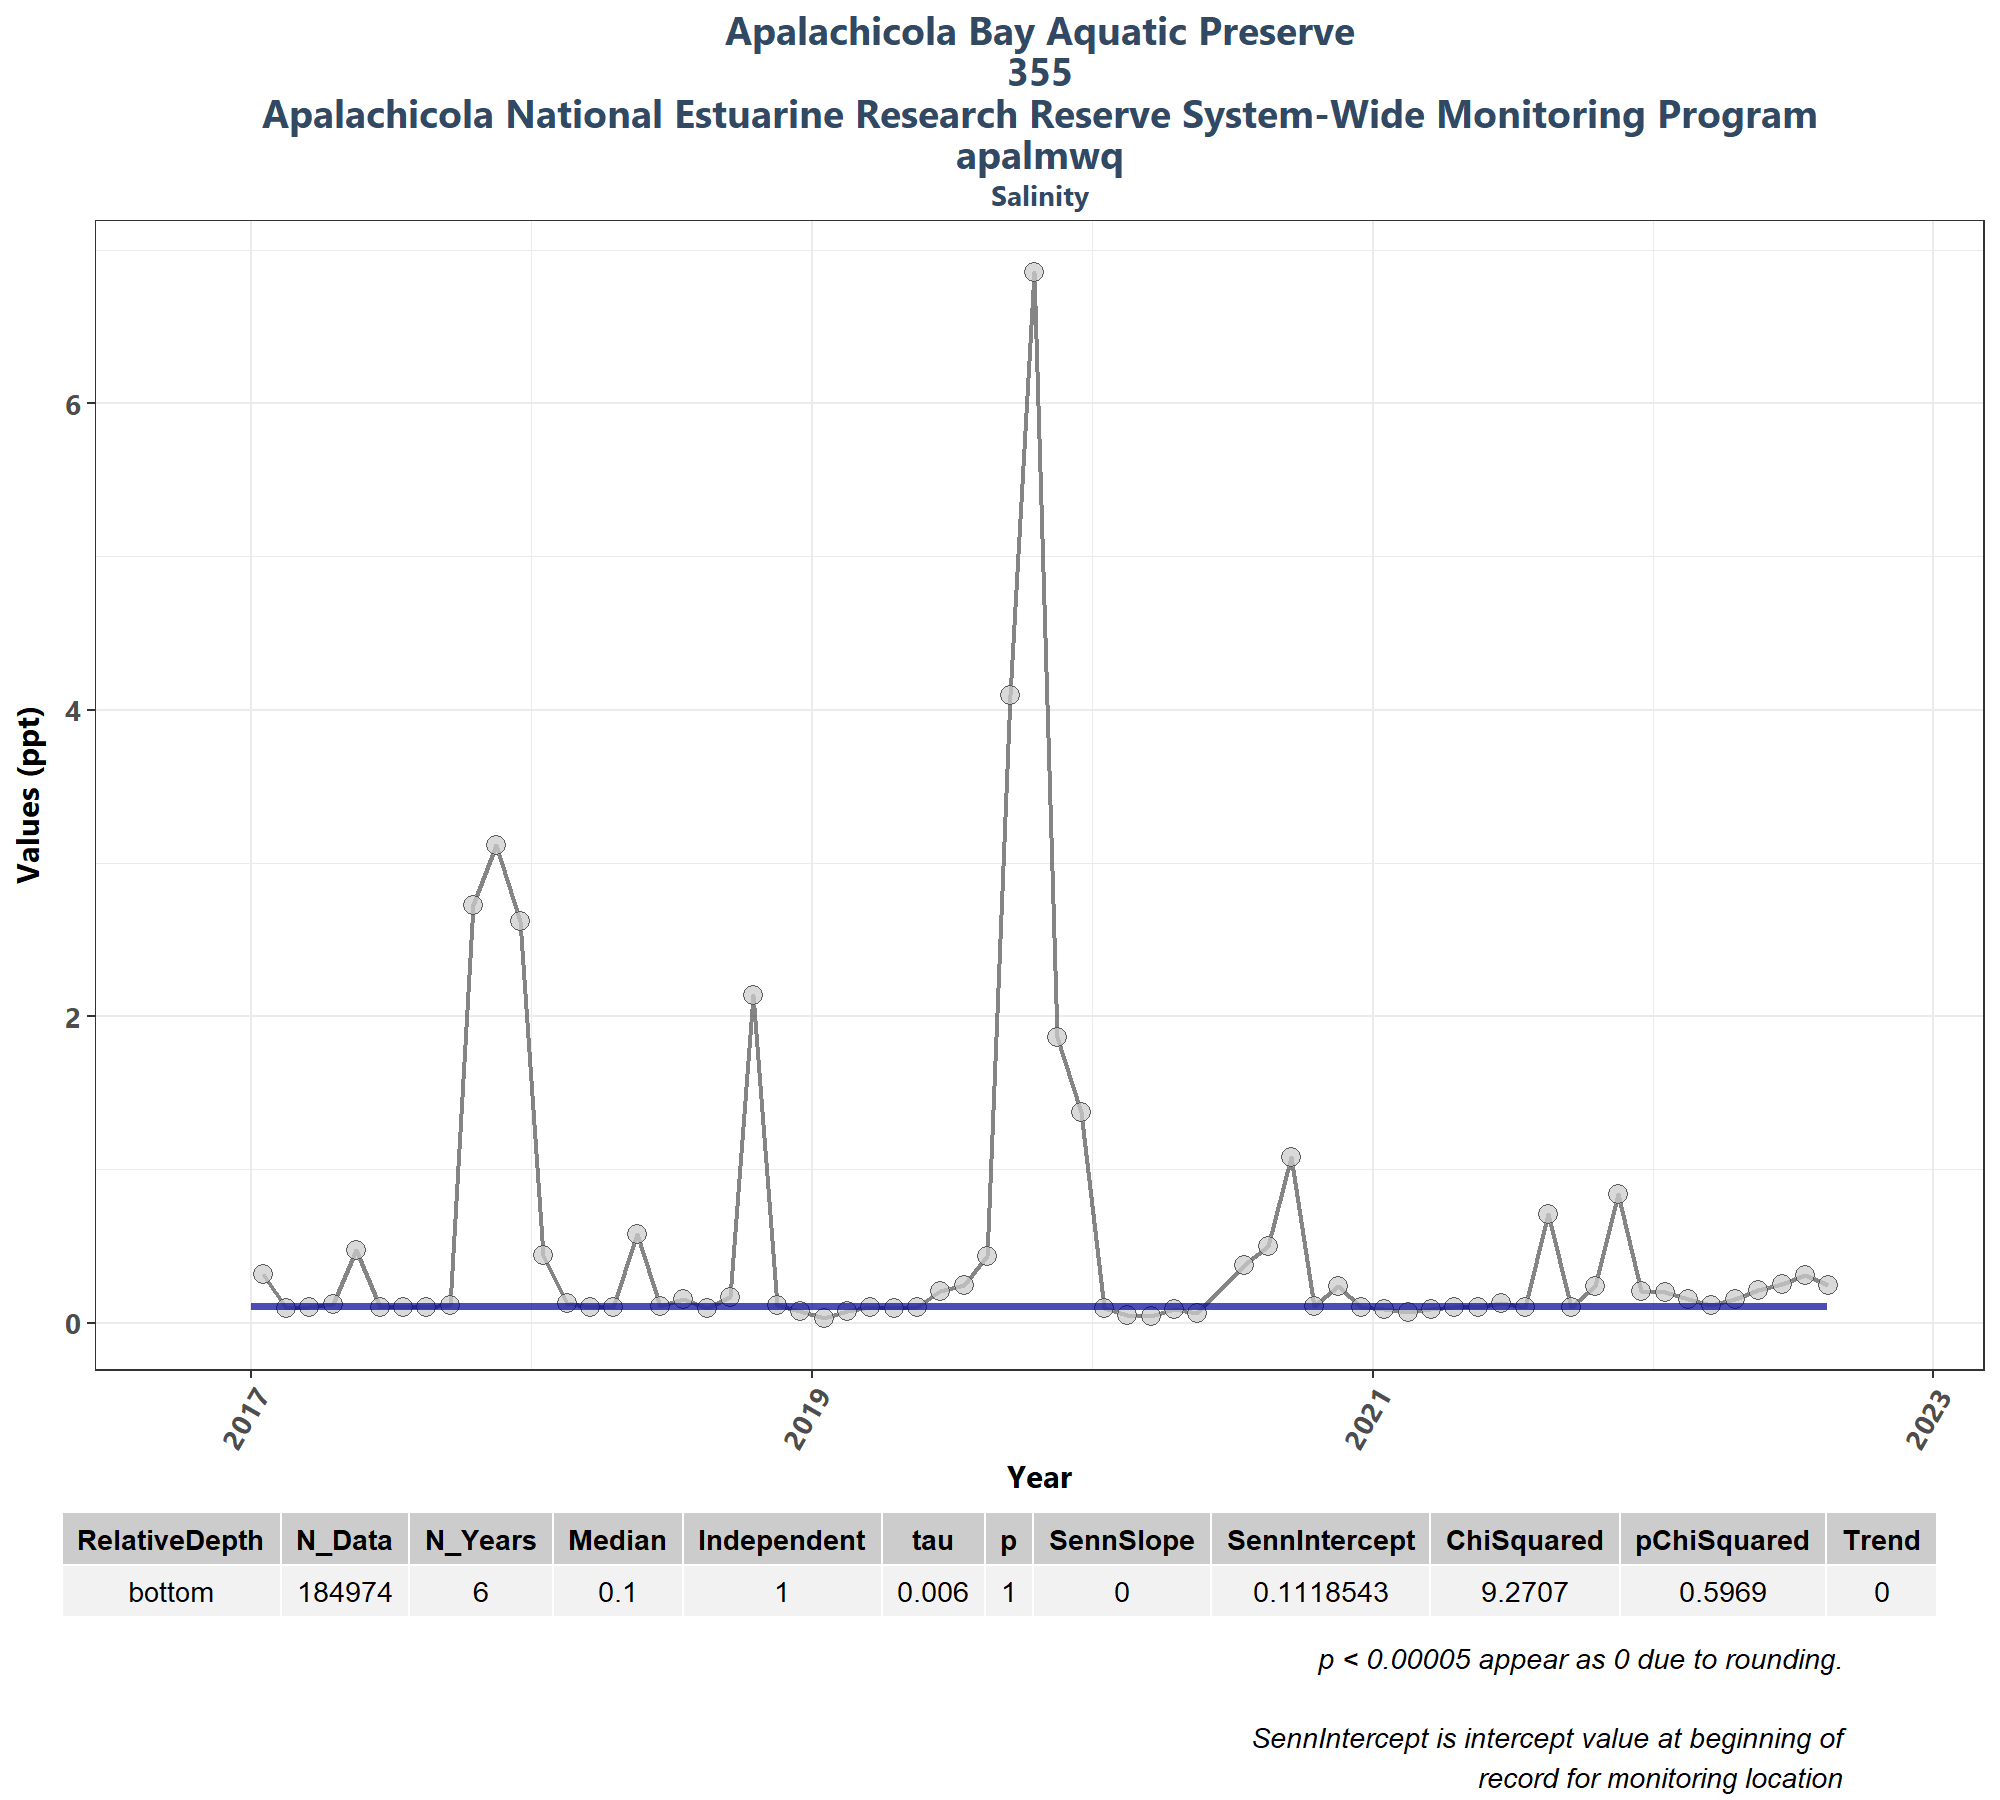 Apalachicola Bay Aquatic Preserve
355
Apalachicola National Estuarine Research Reserve System-Wide Monitoring Program
apalmwq
Salinity
Values (ppt)
6
4
2
0
2017 2019 2021 2023
Year
RelativeDepth N_Data N_Years Median Independent tau p SennSlope SennIntercept ChiSquared pChiSquared Trend
bottom 184974 6 0.1 1 0.006 1 0 0.1118543 9.2707 0.5969 0
p < 0.00005 appear as 0 due to rounding.
SennIntercept is intercept value at beginning of
record for monitoring location